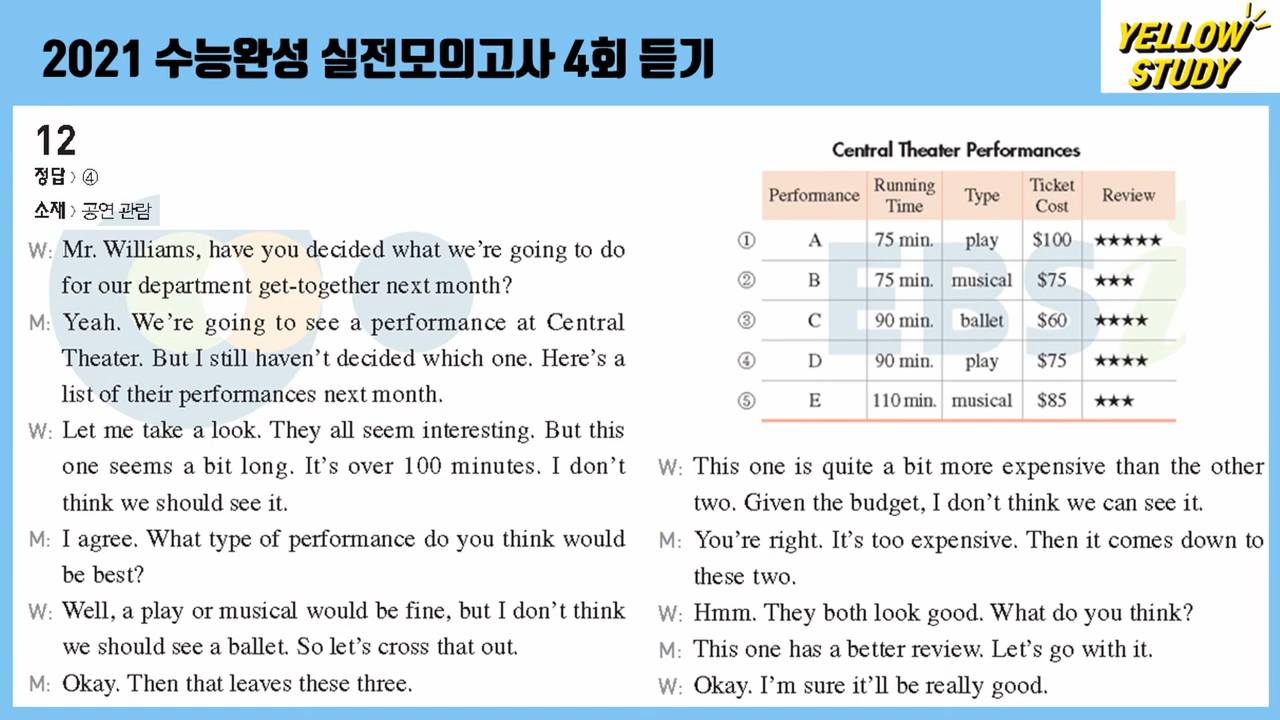 2021 수능완성 실전모의고사 4회 듣기
YELLOW
STUDY
12
정답 > ④
소재 > 공연 관람
W: Mr. Williams, have you decided what we're going to do
for our department get-together next month?
M: Yeah. We're going to see a performance at Central
Theater. But I still haven't decided which one. Here's a
list of their performances next month.
W: Let me take a look. They all seem interesting. But this
one seems a bit long. It's over 100 minutes. I don't
think we should see it.
M: I agree. What type of performance do you think would
be best?
W: Well, a play or musical would be fine, but I don't think
we should see a ballet. So let's cross that out.
M: Okay. Then that leaves these three.
Central Theater Performances
Performance Running Time Type Ticket Cost Review
① A 75 min. play $100 ★★★★★
② B 75 min. musical $75 ★★★
③ C 90 min. ballet $60 ★★★★
④ D 90 min. play $75 ★★★★
⑤ E 110 min. musical $85 ★★★
EBSi
W: This one is quite a bit more expensive than the other
two. Given the budget, I don't think we can see it.
M: You're right. It's too expensive. Then it comes down to
these two.
W: Hmm. They both look good. What do you think?
M: This one has a better review. Let's go with it.
W: Okay. I'm sure it'll be really good.